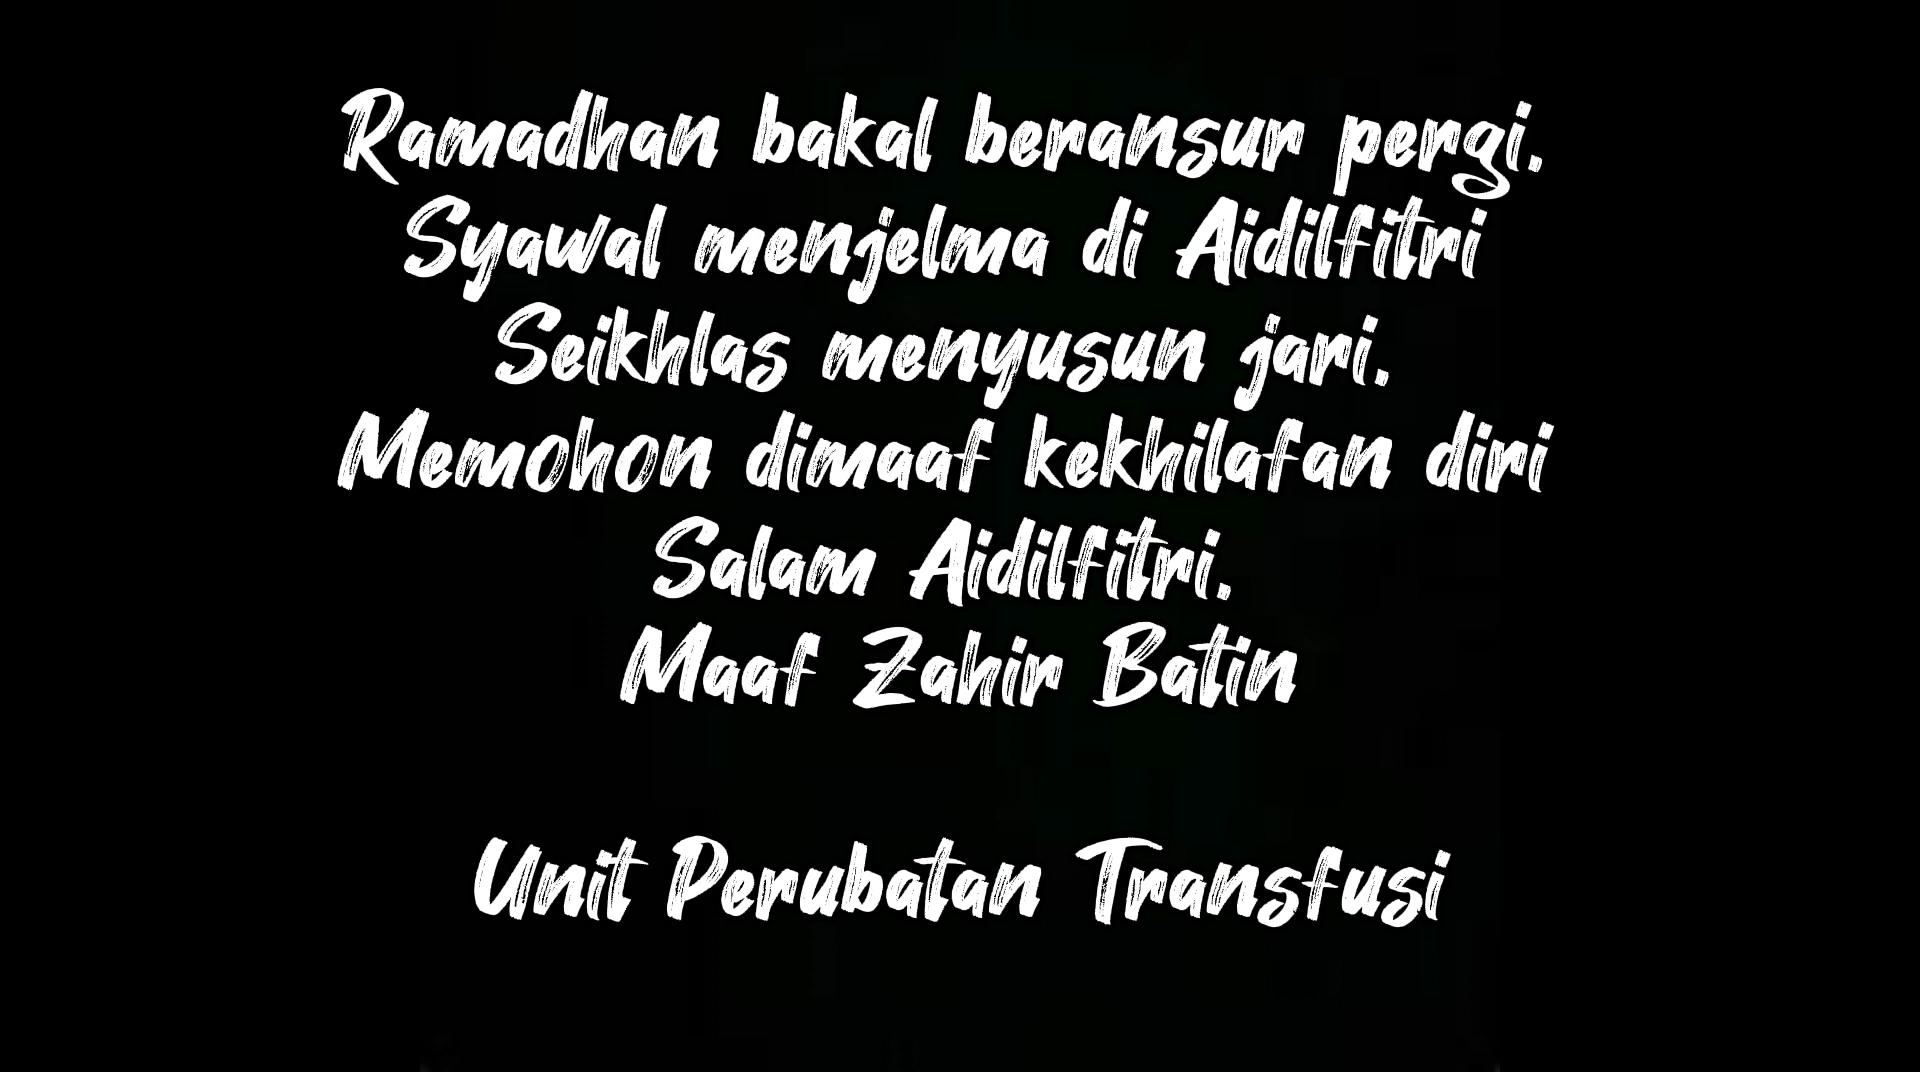 Ramadhan bakal beransur pergi.
Syawal menjelma di Aidilfitri
Seikhlas menyusun jari.
Memohon dimaaf kekhilafan diri
Salam Aidilfitri.
Maaf Zahir Batin
Unit Perubatan Transfusi